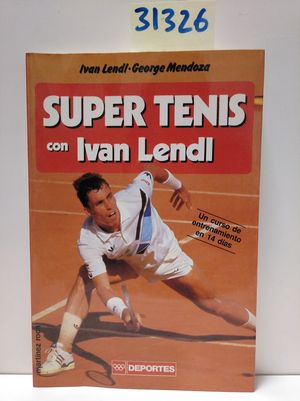 31326
Ivan Lendl-George Mendoza
SUPER TENIS
con Ivan Lendl
Un curso de
entrenamiento
en 14 días
martínez roca
DEPORTES